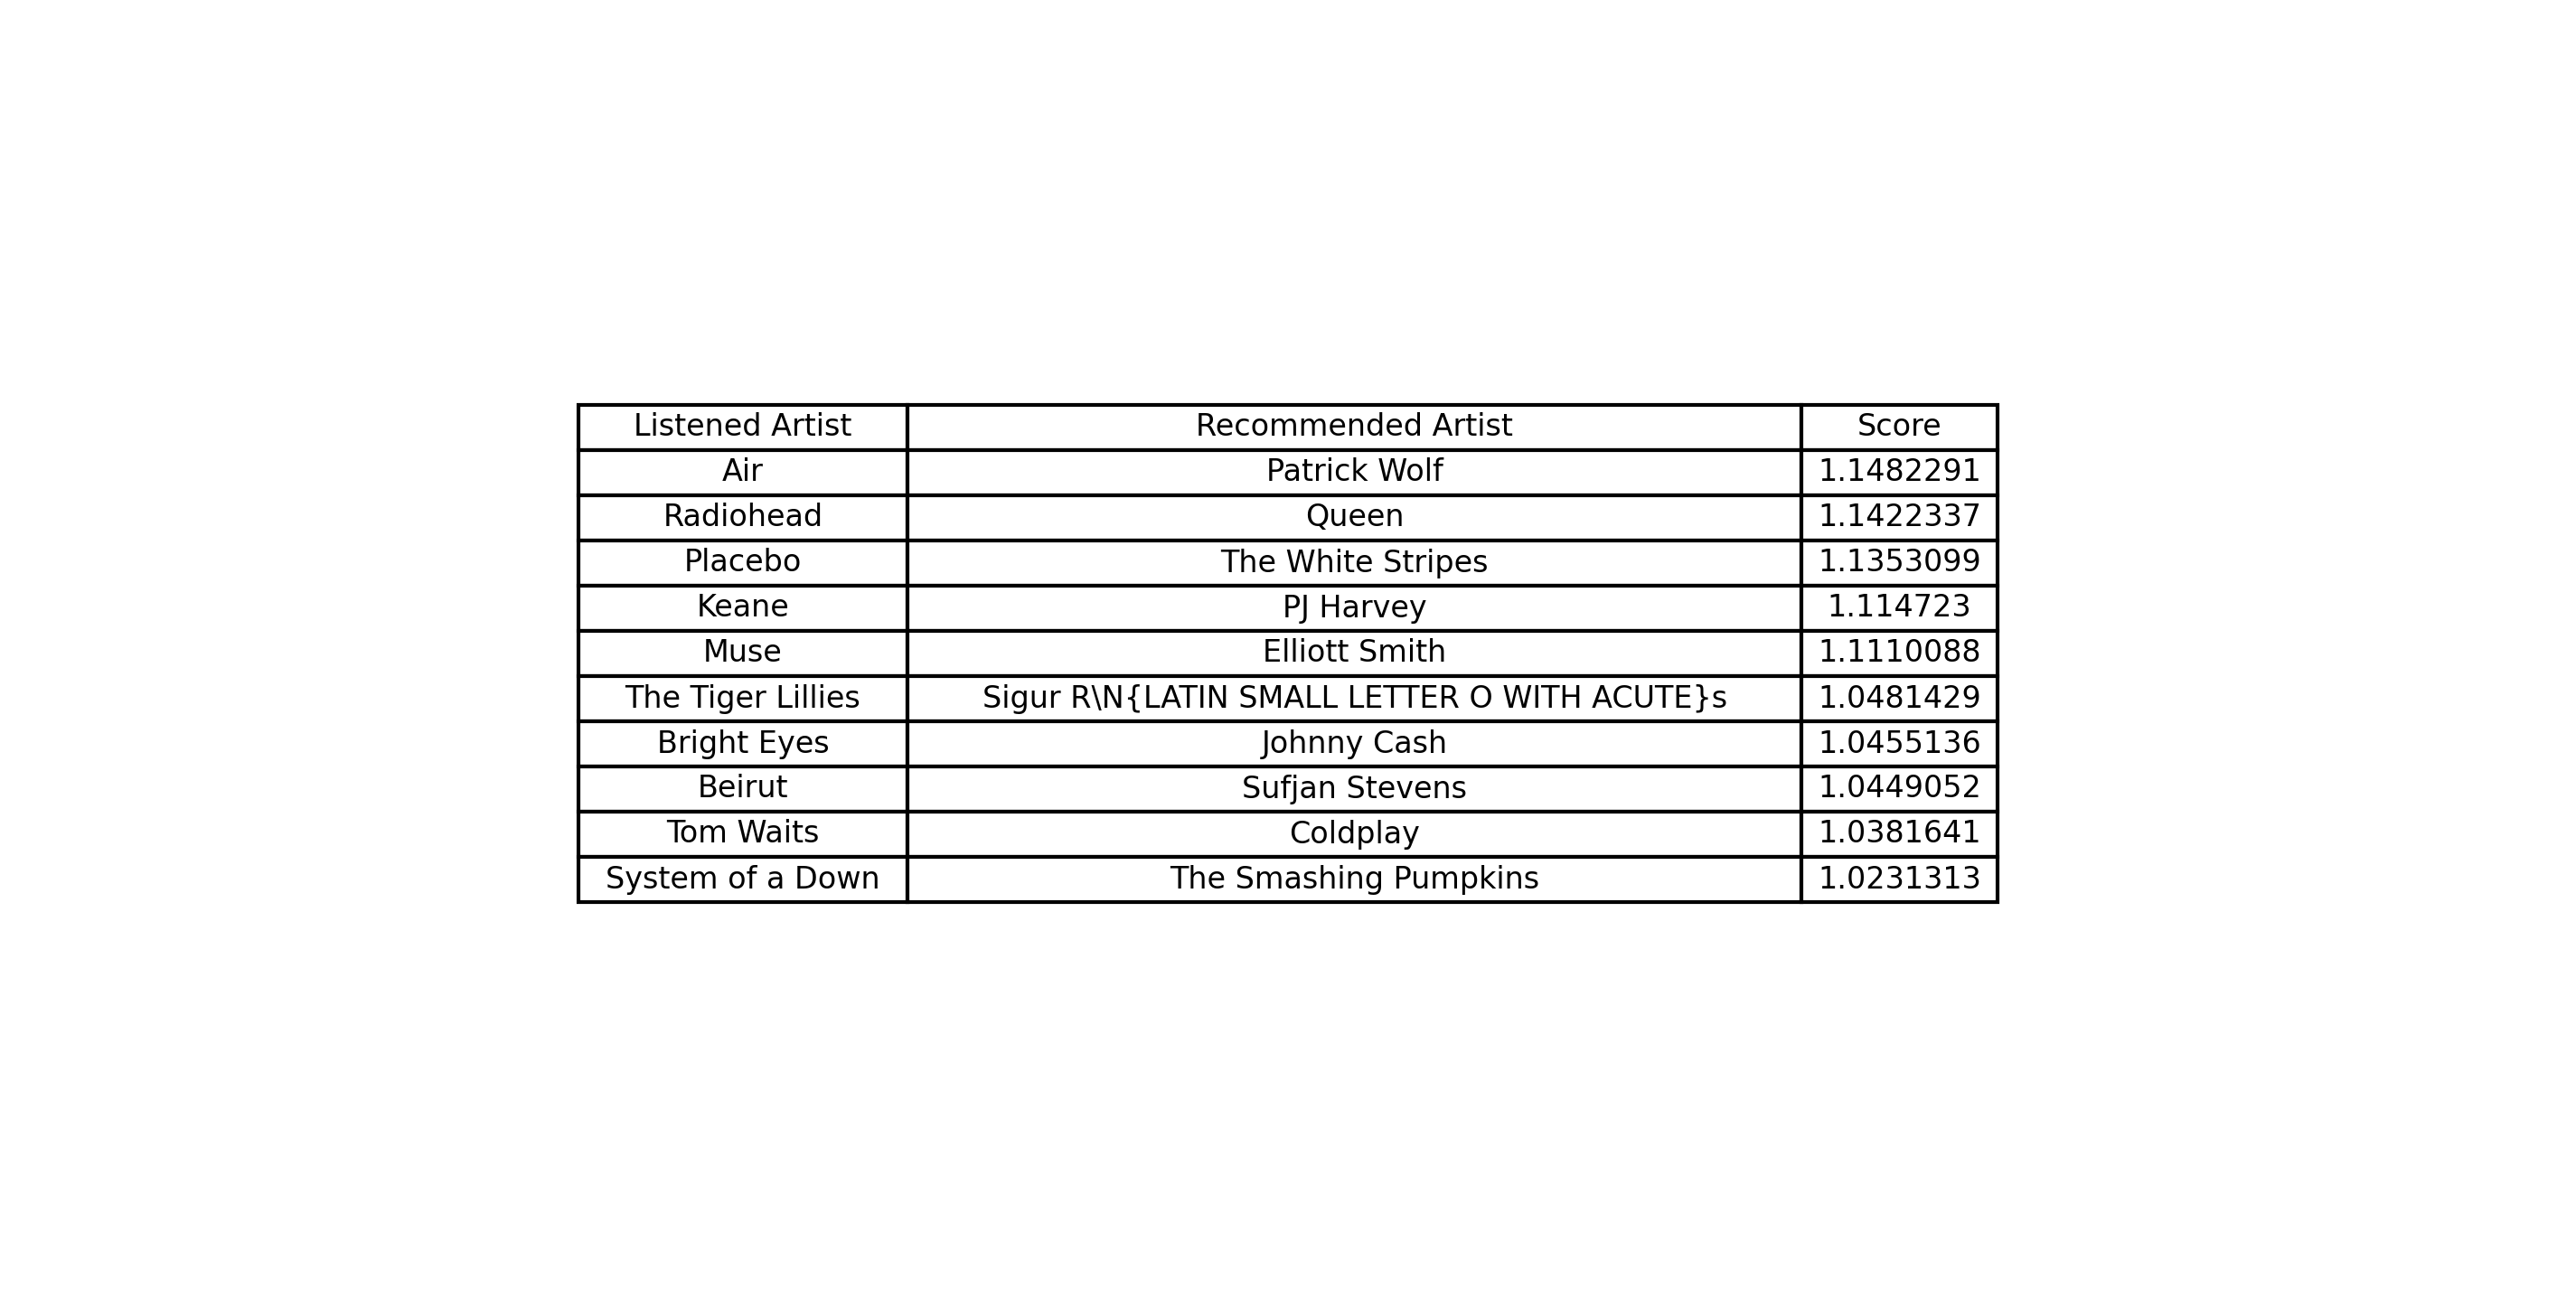 Listened Artist Recommended Artist Score
Air Patrick Wolf 1.1482291
Radiohead Queen 1.1422337
Placebo The White Stripes 1.1353099
Keane PJ Harvey 1.114723
Muse Elliott Smith 1.1110088
The Tiger Lillies Sigur R\N{LATIN SMALL LETTER O WITH ACUTE}s 1.0481429
Bright Eyes Johnny Cash 1.0455136
Beirut Sufjan Stevens 1.0449052
Tom Waits Coldplay 1.0381641
System of a Down The Smashing Pumpkins 1.0231313